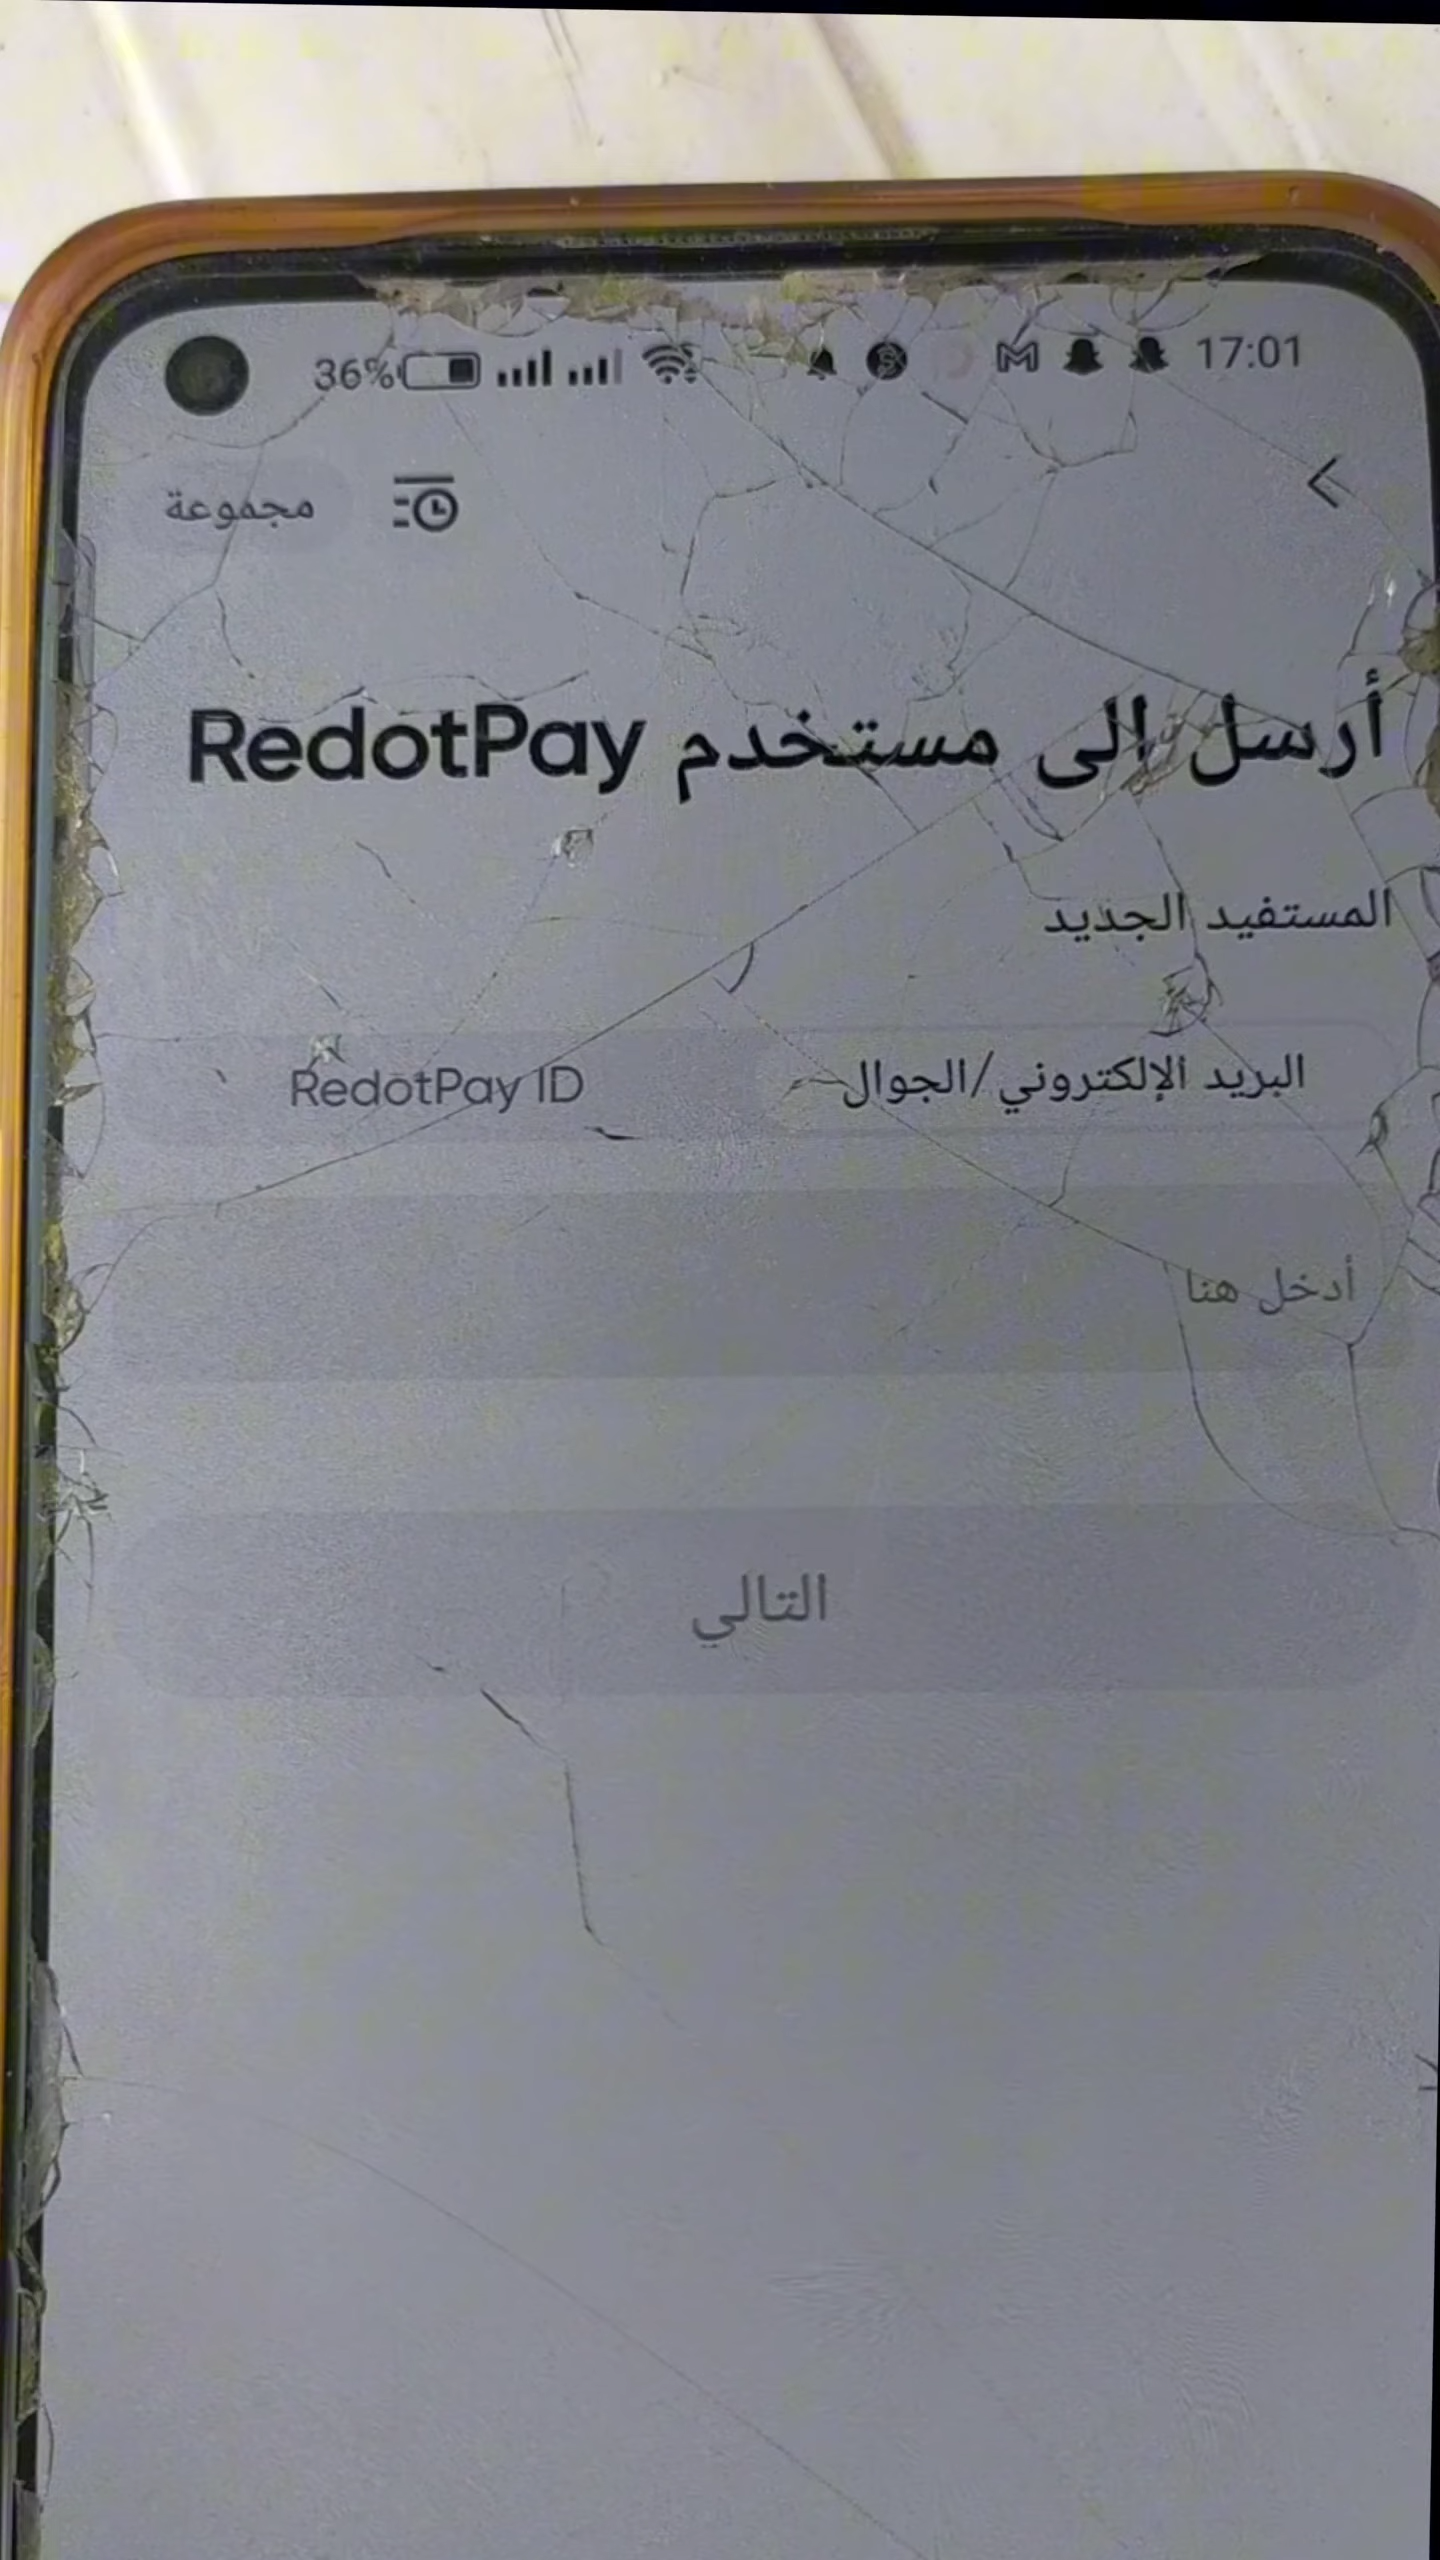 36% 17:01
مجموعة
أرسل إلى مستخدم RedotPay
المستفيد الجديد
البريد الإلكتروني/الجوال RedotPay ID
أدخل هنا
التالي